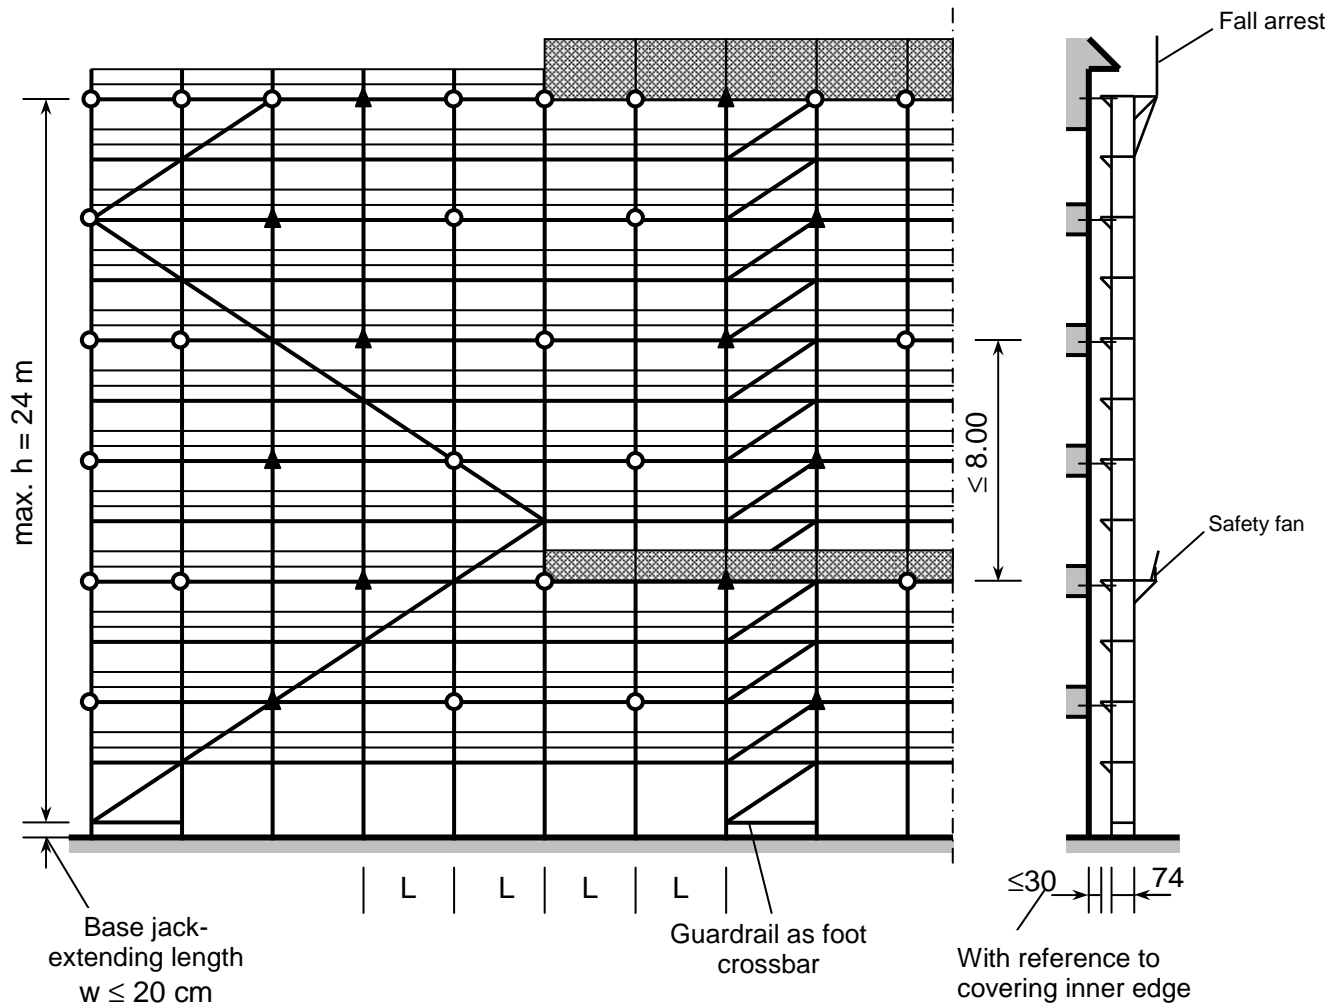 Fall arrest
max. h = 24 m
≤ 8.00
Safety fan
L L L L
≤30 74
Base jack-
extending length
w ≤ 20 cm
Guardrail as foot
crossbar
With reference to
covering inner edge